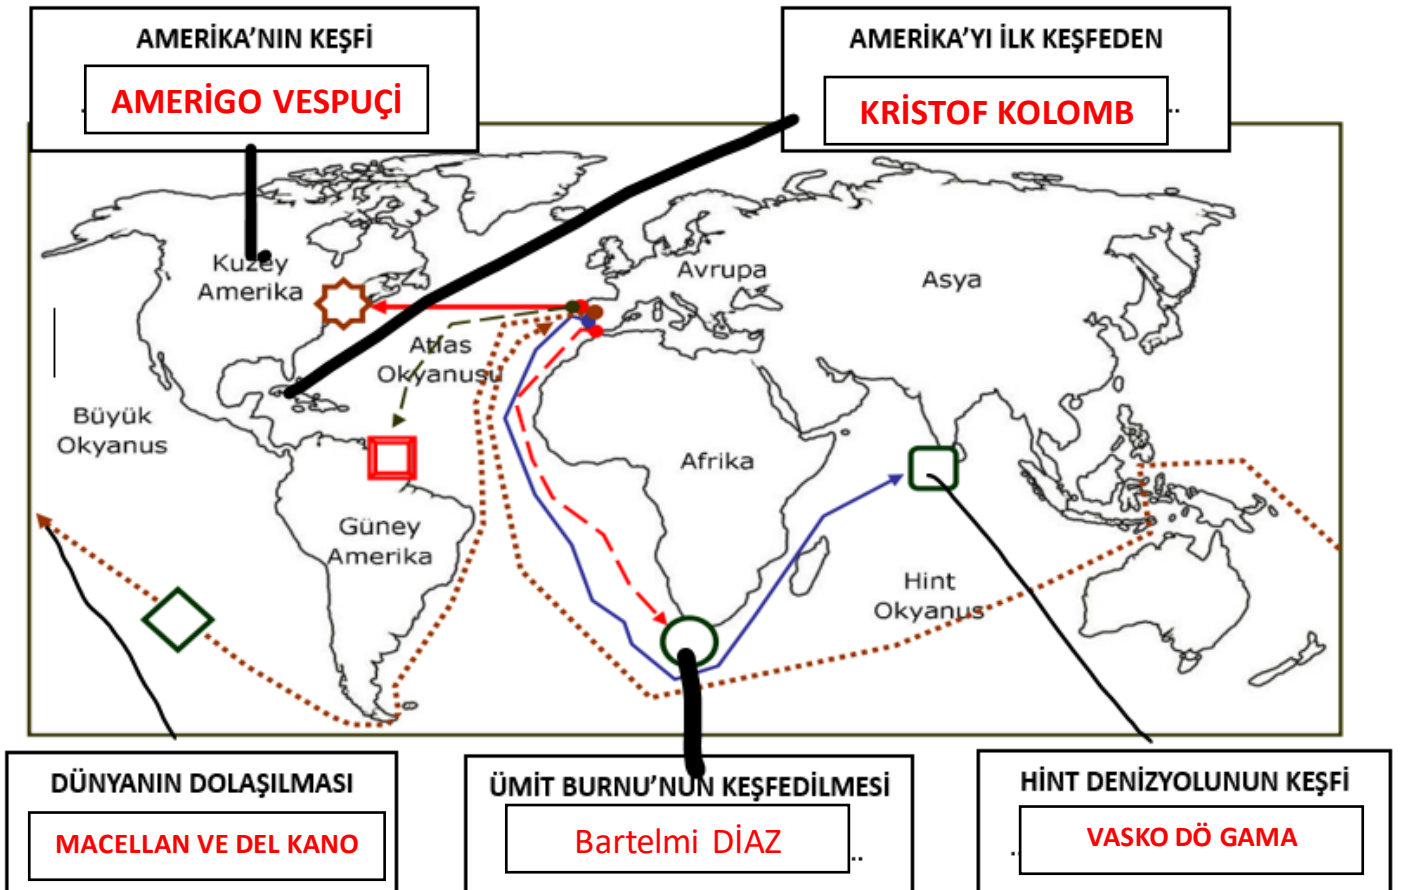 AMERİKA’NIN KEŞFİ
AMERİGO VESPUÇİ
AMERİKA’YI İLK KEŞFEDEN
KRİSTOF KOLOMB ..
Kuzey
Amerika
Avrupa
Asya
Atlas
Okyanusu
Büyük
Okyanus
Afrika
Güney
Amerika
Hint
Okyanus
DÜNYANIN DOLAŞILMASI
MACELLAN VE DEL KANO
ÜMİT BURNU’NUN KEŞFEDİLMESİ
Bartelmi DİAZ ..
HİNT DENİZYOLUNUN KEŞFİ
..VASKO DÖ GAMA